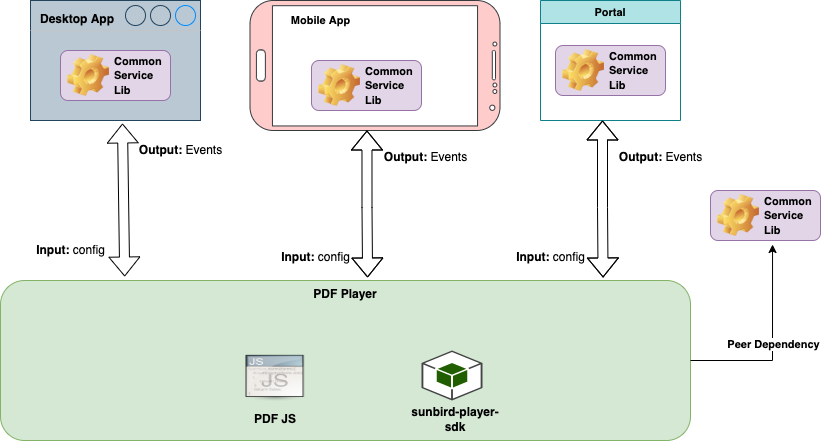 Desktop App
Mobile App
Portal
Common
Service
Lib
Common
Service
Lib
Common
Service
Lib
Output: Events
Output: Events
Output: Events
Common
Service
Lib
Input: config
Input: config
Input: config
PDF Player
Peer Dependency
JS
JS
PDF JS
sunbird-player-
sdk